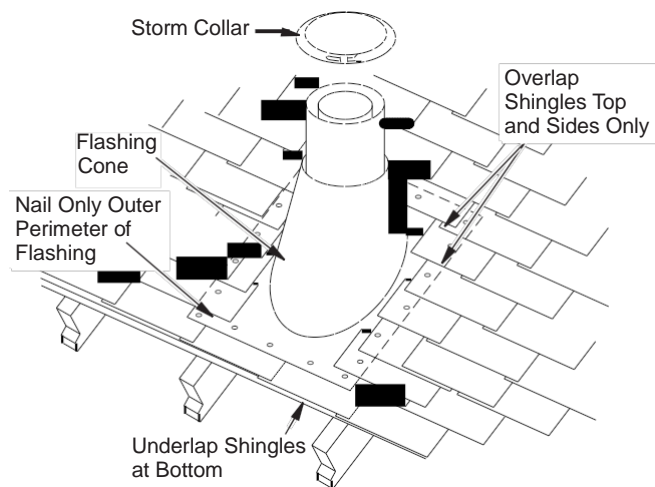 Storm Collar
Overlap
Shingles Top
and Sides Only
Flashing
Cone
Nail Only Outer
Perimeter of
Flashing
Underlap Shingles
at Bottom